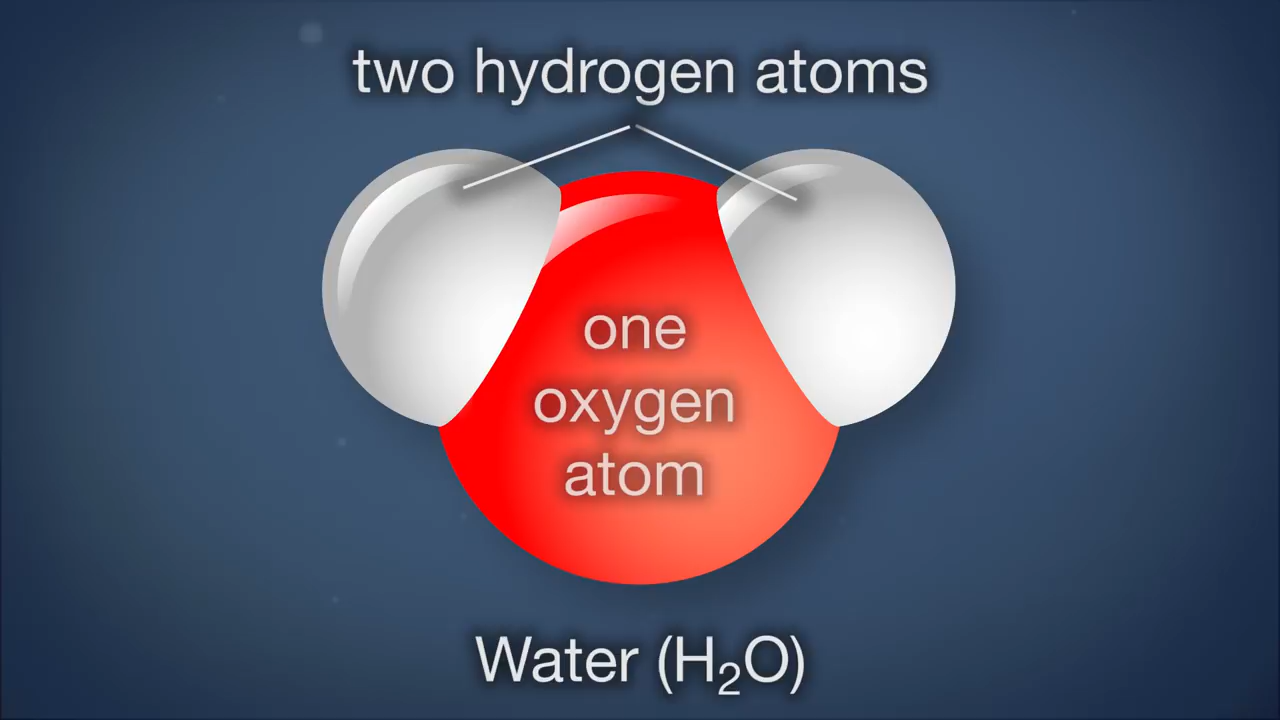 two hydrogen atoms
one
oxygen
atom
Water (H₂O)